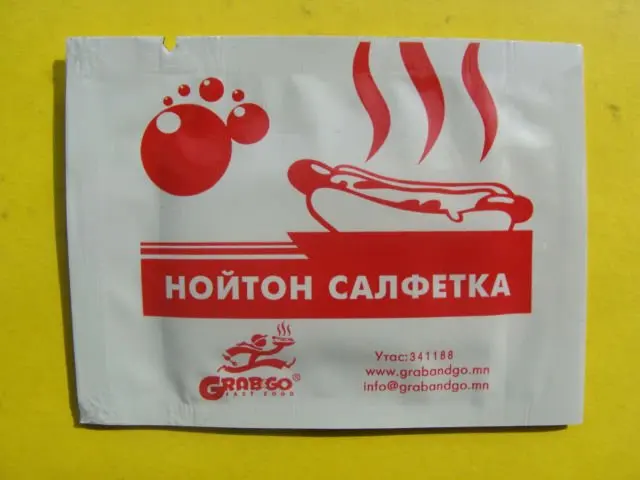 НОЙТОН САЛФЕТКА
GRAB GO®
FAST FOOD
Утас:341188
www.grabandgo.mn
info@grabandgo.mn